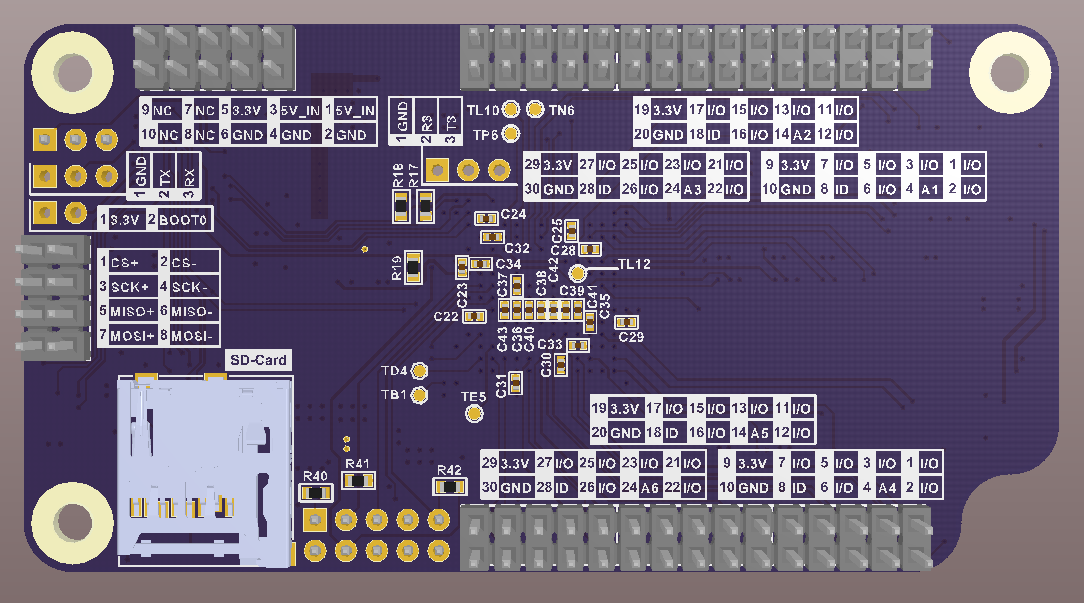 9 NC 7 NC 5 3.3V 3 5V_IN 1 5V_IN
10 NC 8 NC 6 GND 4 GND 2 GND
1 GND
2 R3
3 T3
TL10 TN6
TP6
19 3.3V 17 I/O 15 I/O 13 I/O 11 I/O
20 GND 18 ID 16 I/O 14 A2 12 I/O
29 3.3V 27 I/O 25 I/O 23 I/O 21 I/O
30 GND 28 ID 26 I/O 24 A3 22 I/O
9 3.3V 7 I/O 5 I/O 3 I/O 1 I/O
10 GND 8 ID 6 I/O 4 A1 2 I/O
1 GND
2 TX
3 RX
R18 R17
1 3.3V 2 BOOT0
C24
C32
C25
C28
1 CS+ 2 CS-
3 SCK+ 4 SCK-
5 MISO+ 6 MISO-
7 MOSI+ 8 MOSI-
R19
C34
C23
C37
C38
C42
TL12
C39
C41
C35
C22
C43
C36
C40
C29
C33
C30
C31
SD-Card
TD4
TB1
TE5
19 3.3V 17 I/O 15 I/O 13 I/O 11 I/O
20 GND 18 ID 16 I/O 14 A5 12 I/O
29 3.3V 27 I/O 25 I/O 23 I/O 21 I/O
30 GND 28 ID 26 I/O 24 A6 22 I/O
9 3.3V 7 I/O 5 I/O 3 I/O 1 I/O
10 GND 8 ID 6 I/O 4 A4 2 I/O
R40
R41
R42